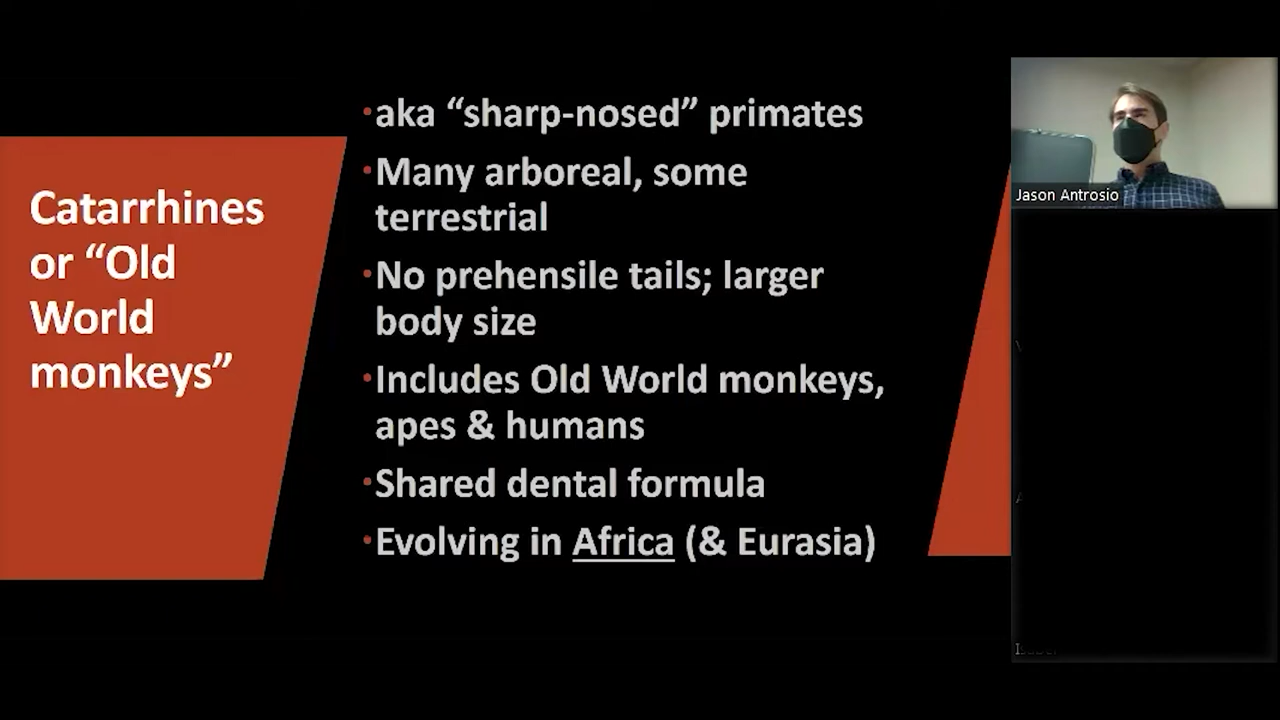 Catarrhines
or “Old
World
monkeys”
•aka “sharp-nosed” primates
•Many arboreal, some
terrestrial
•No prehensile tails; larger
body size
•Includes Old World monkeys,
apes & humans
•Shared dental formula
•Evolving in Africa (& Eurasia)
Jason Antrosio